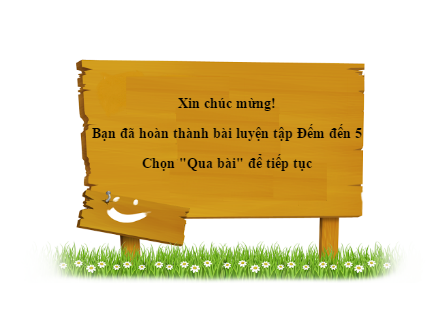 Xin chúc mừng!
Bạn đã hoàn thành bài luyện tập Đếm đến 5
Chọn "Qua bài" để tiếp tục